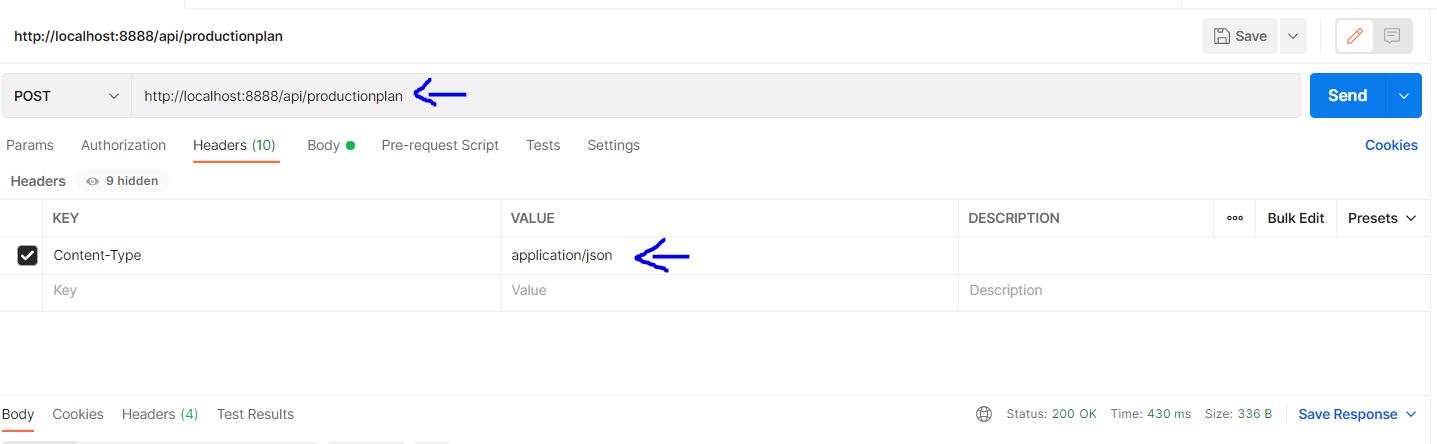 http://localhost:8888/api/productionplan Save
POST http://localhost:8888/api/productionplan Send
Params Authorization Headers (10) Body Pre-request Script Tests Settings Cookies
Headers 9 hidden
KEY VALUE DESCRIPTION Bulk Edit Presets
Content-Type application/json
Key Value Description
Body Cookies Headers (4) Test Results Status: 200 OK Time: 430 ms Size: 336 B Save Response